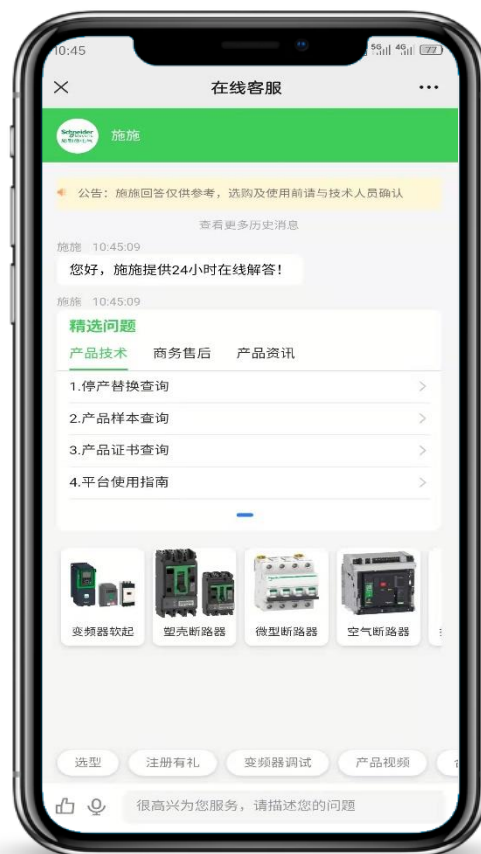 10:45
5G 4G 77
在线客服
Schneider Electric
施耐德电气
施施
公告：施施回答仅供参考，选购及使用前请与技术人员确认
查看更多历史消息
施施 10:45:09
您好，施施提供24小时在线解答！
施施 10:45:09
精选问题
产品技术 商务售后 产品资讯
1.停产替换查询
2.产品样本查询
3.产品证书查询
4.平台使用指南
变频器软起 塑壳断路器 微型断路器 空气断路器
选型 注册有礼 变频器调试 产品视频
很高兴为您服务，请描述您的问题